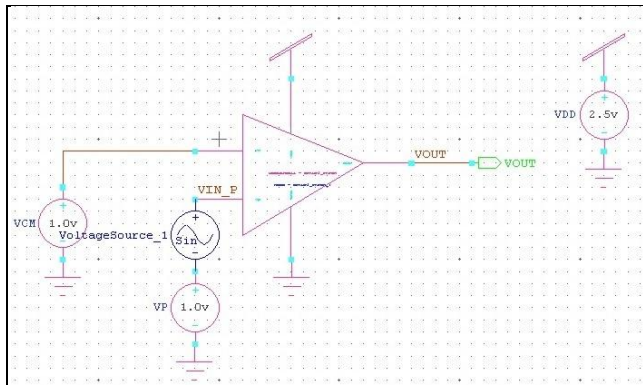 VDD
2.5v
VOUT
VOUT
VIN_P
VCM
1.0v
VoltageSource_1
Sin
VP
1.0v